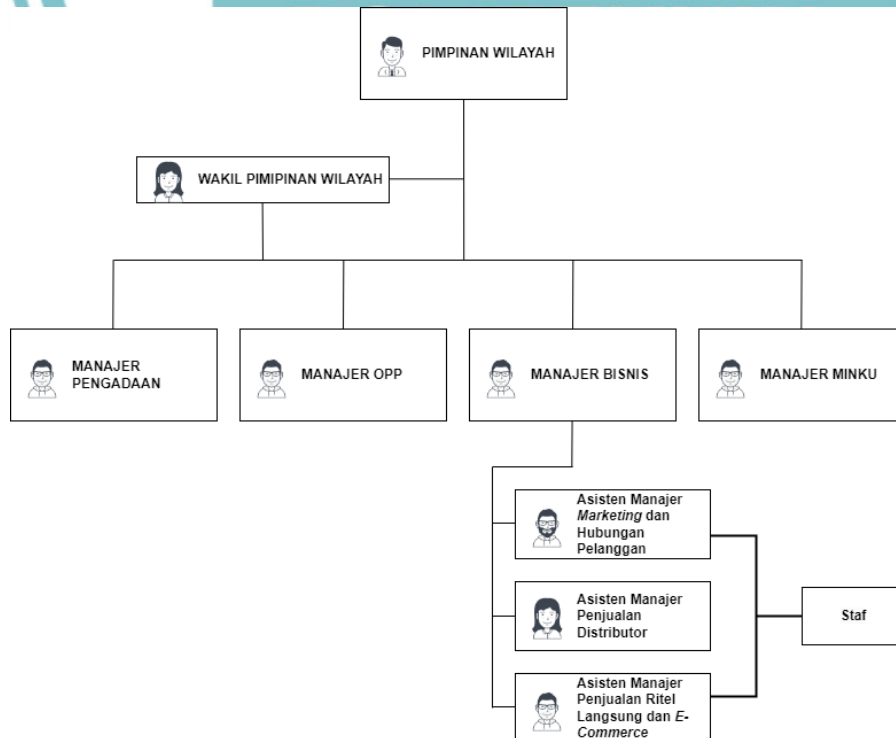 PIMPINAN WILAYAH
WAKIL PIMIPINAN WILAYAH
MANAJER
PENGADAAN
MANAJER OPP
MANAJER BISNIS
MANAJER MINKU
Asisten Manajer
Marketing dan
Hubungan
Pelanggan
Asisten Manajer
Penjualan
Distributor
Staf
Asisten Manajer
Penjualan Ritel
Langsung dan E-
Commerce